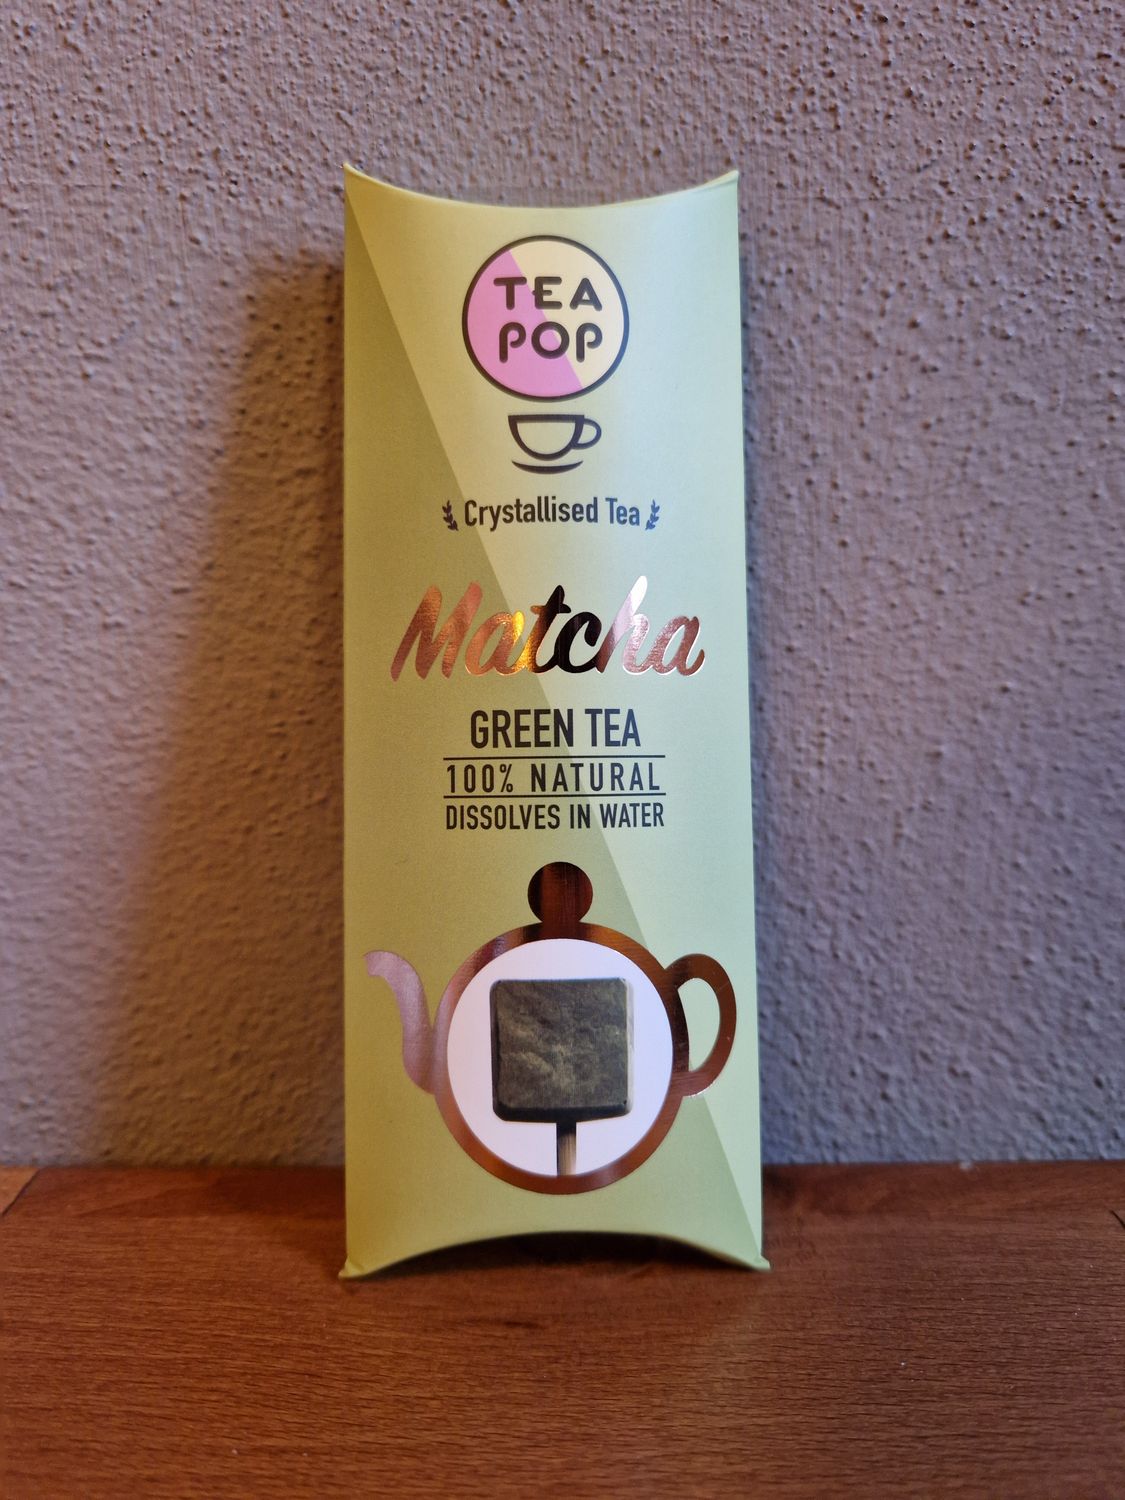 TEA
POP
Crystallised Tea
Matcha
GREEN TEA
100% NATURAL
DISSOLVES IN WATER